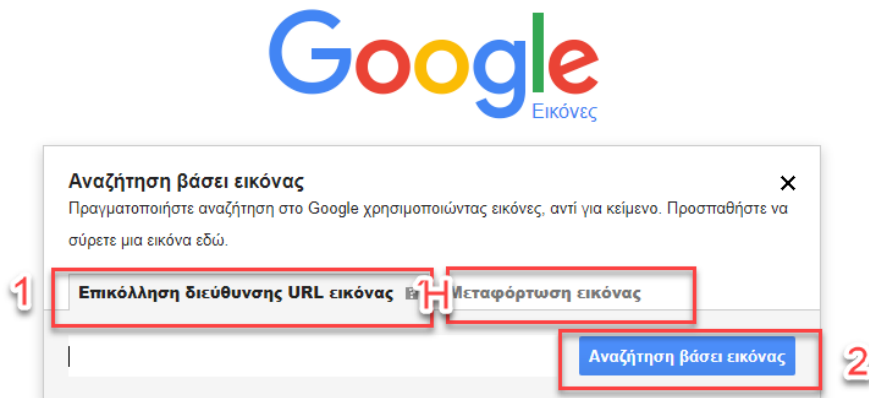 Google
Εικόνες
Αναζήτηση βάσει εικόνας
Πραγματοποιήστε αναζήτηση στο Google χρησιμοποιώντας εικόνες, αντί για κείμενο. Προσπαθήστε να
σύρετε μια εικόνα εδώ.
1 Επικόλληση διεύθυνσης URL εικόνας Ή Μεταφόρτωση εικόνας
Αναζήτηση βάσει εικόνας 2